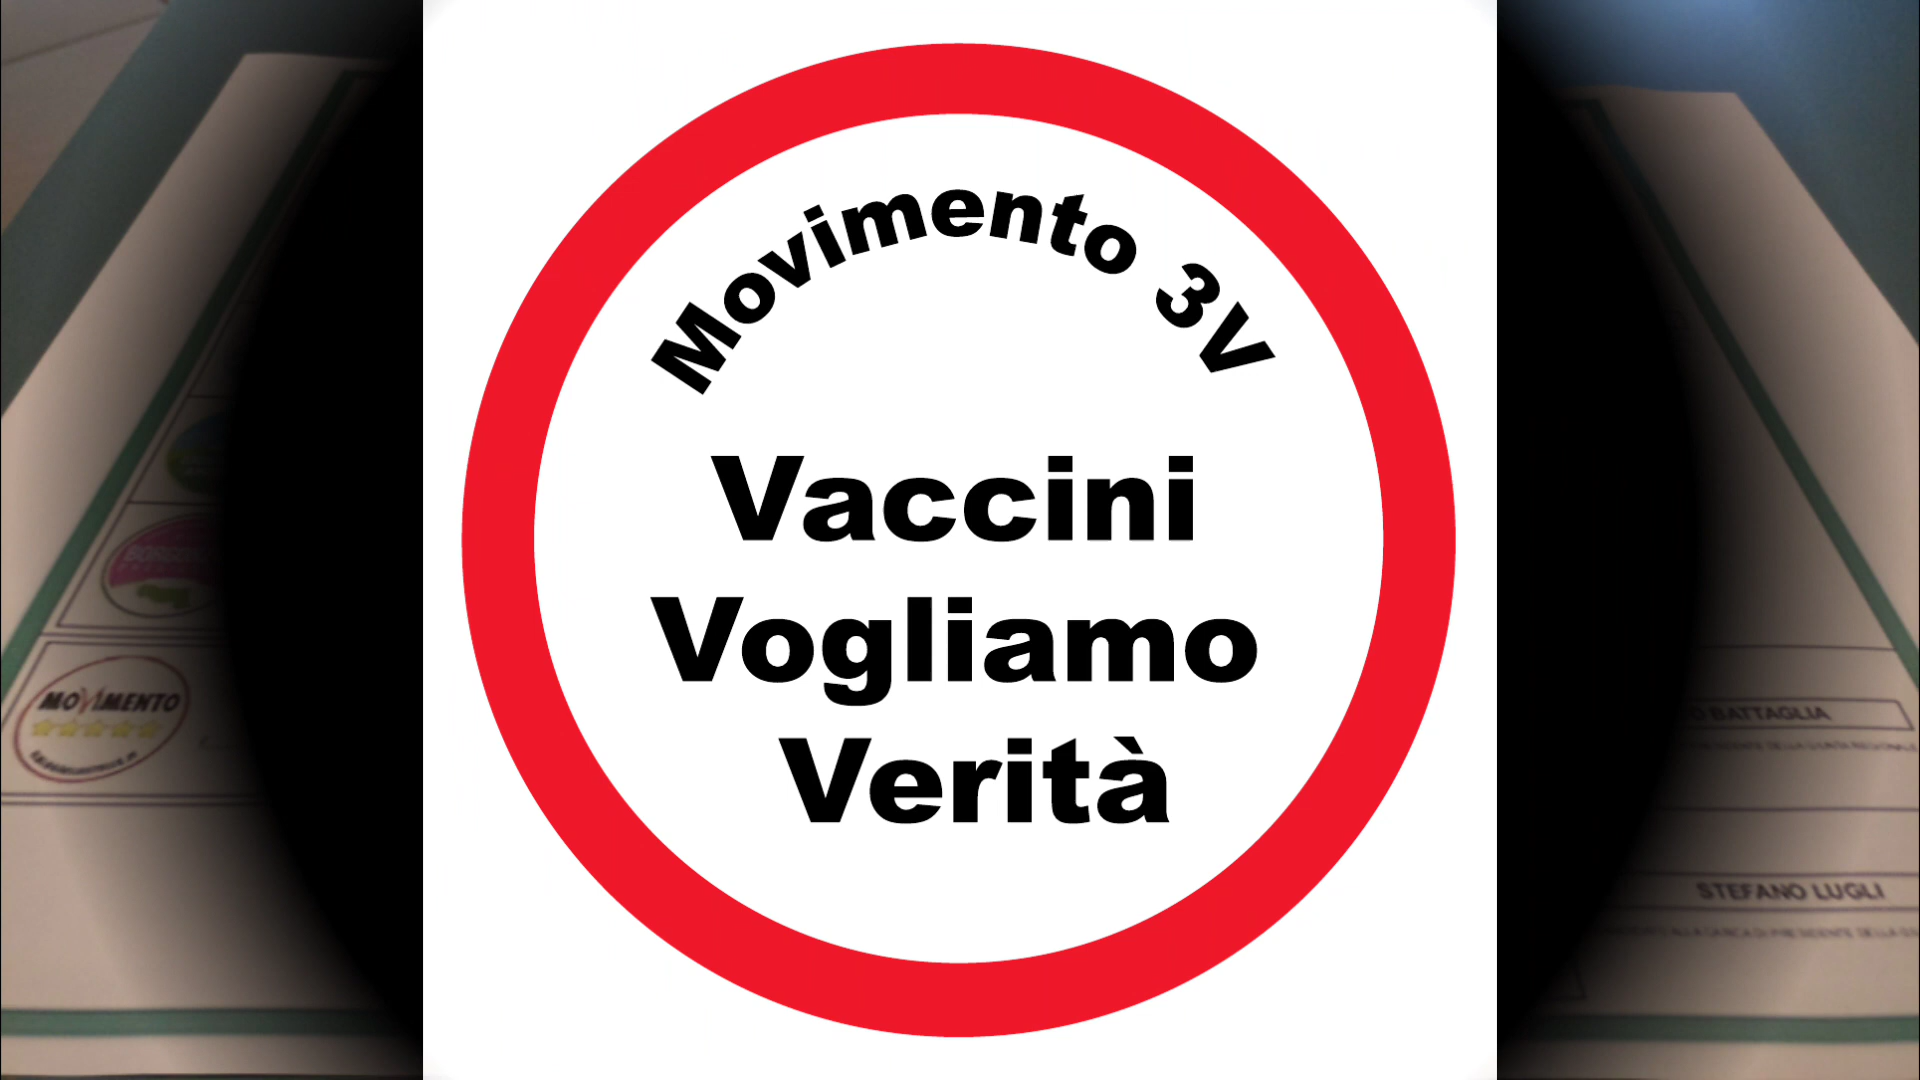 Movimento 3V
Vaccini
Vogliamo
Verità
MOVIMENTO
BATTAGLIA
STEFANO LUGLI